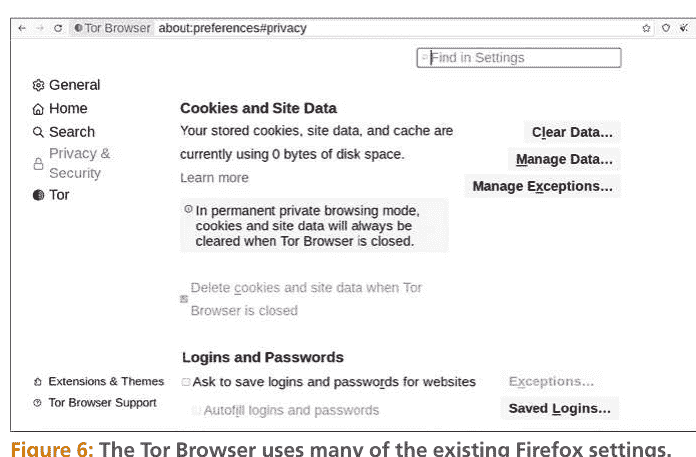 Tor Browser about:preferences#privacy
Find in Settings
General
Home
Search
Privacy &
Security
Tor
Cookies and Site Data
Your stored cookies, site data, and cache are
currently using 0 bytes of disk space.
Learn more
Clear Data...
Manage Data...
Manage Exceptions...
In permanent private browsing mode,
cookies and site data will always be
cleared when Tor Browser is closed.
Delete cookies and site data when Tor
Browser is closed
Logins and Passwords
Ask to save logins and passwords for websites
Exceptions...
Autofill logins and passwords
Saved Logins...
Extensions & Themes
Tor Browser Support
Figure 6: The Tor Browser uses many of the existing Firefox settings.